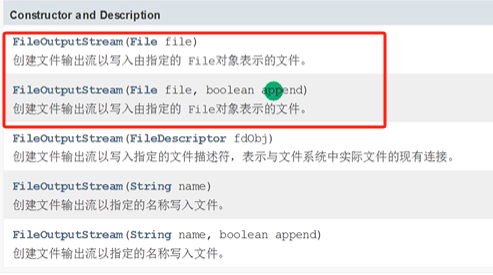 Constructor and Description
FileOutputStream(File file)
创建文件输出流以写入由指定的 File对象表示的文件。
FileOutputStream(File file, boolean append)
创建文件输出流以写入由指定的 File对象表示的文件。
FileOutputStream(FileDescriptor fdObj)
创建文件输出流以写入指定的文件描述符，表示与文件系统中实际文件的现有连接。
FileOutputStream(String name)
创建文件输出流以指定的名称写入文件。
FileOutputStream(String name, boolean append)
创建文件输出流以指定的名称写入文件。